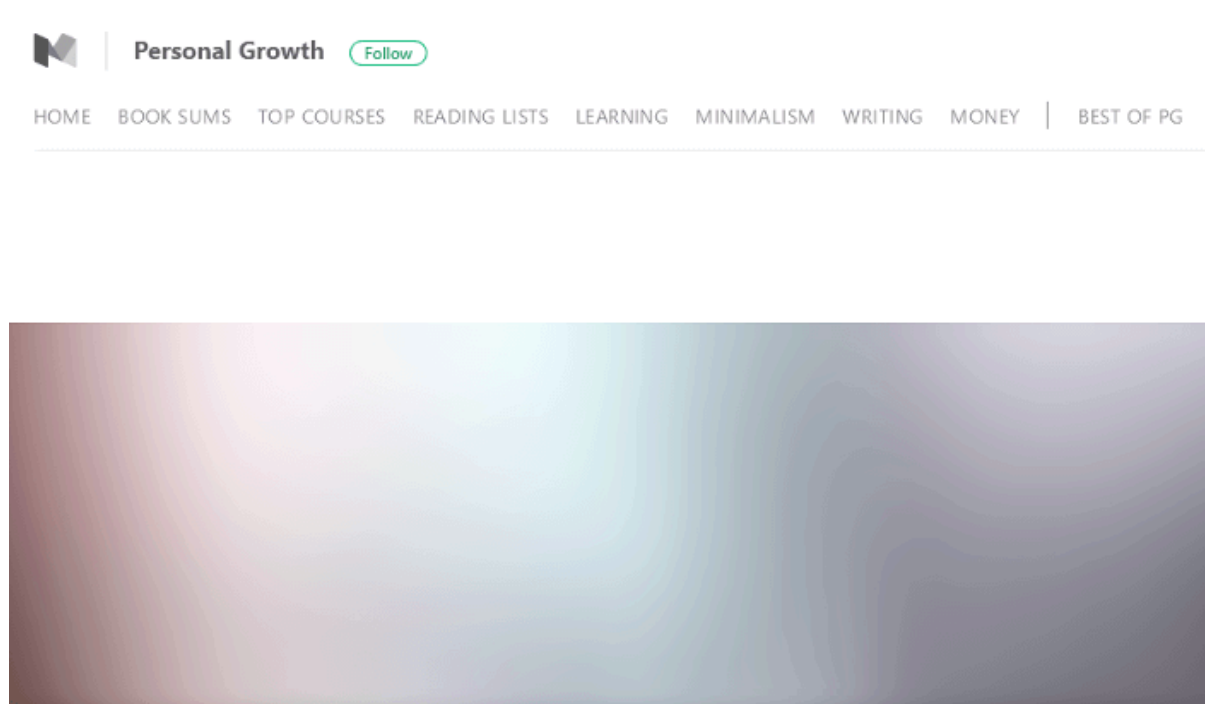 Personal Growth Follow
HOME BOOK SUMS TOP COURSES READING LISTS LEARNING MINIMALISM WRITING MONEY BEST OF PG